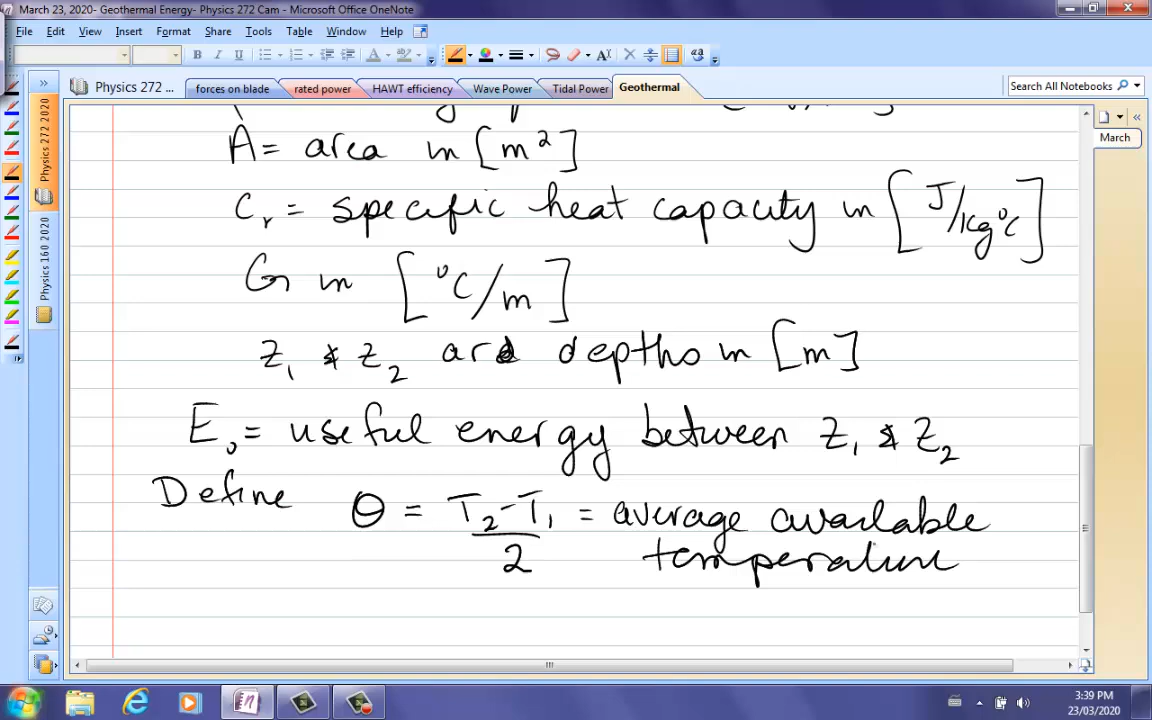 March 23, 2020- Geothermal Energy- Physics 272 Cam - Microsoft Office OneNote
File Edit View Insert Format Share Tools Table Window Help
B I U
Physics 272 ... forces on blade rated power HAWT efficiency Wave Power Tidal Power Geothermal
Search All Notebooks
March
Physics 272 2020
Physics 160 2020
A = area in [m²]
Cr = specific heat capacity in [J/kg°C]
G in [°C/m]
z₁ & z₂ are depths in [m]
E₀ = useful energy between z₁ & z₂
Define θ = (T₂-T₁)/2 = average available
temperature
3:39 PM
23/03/2020